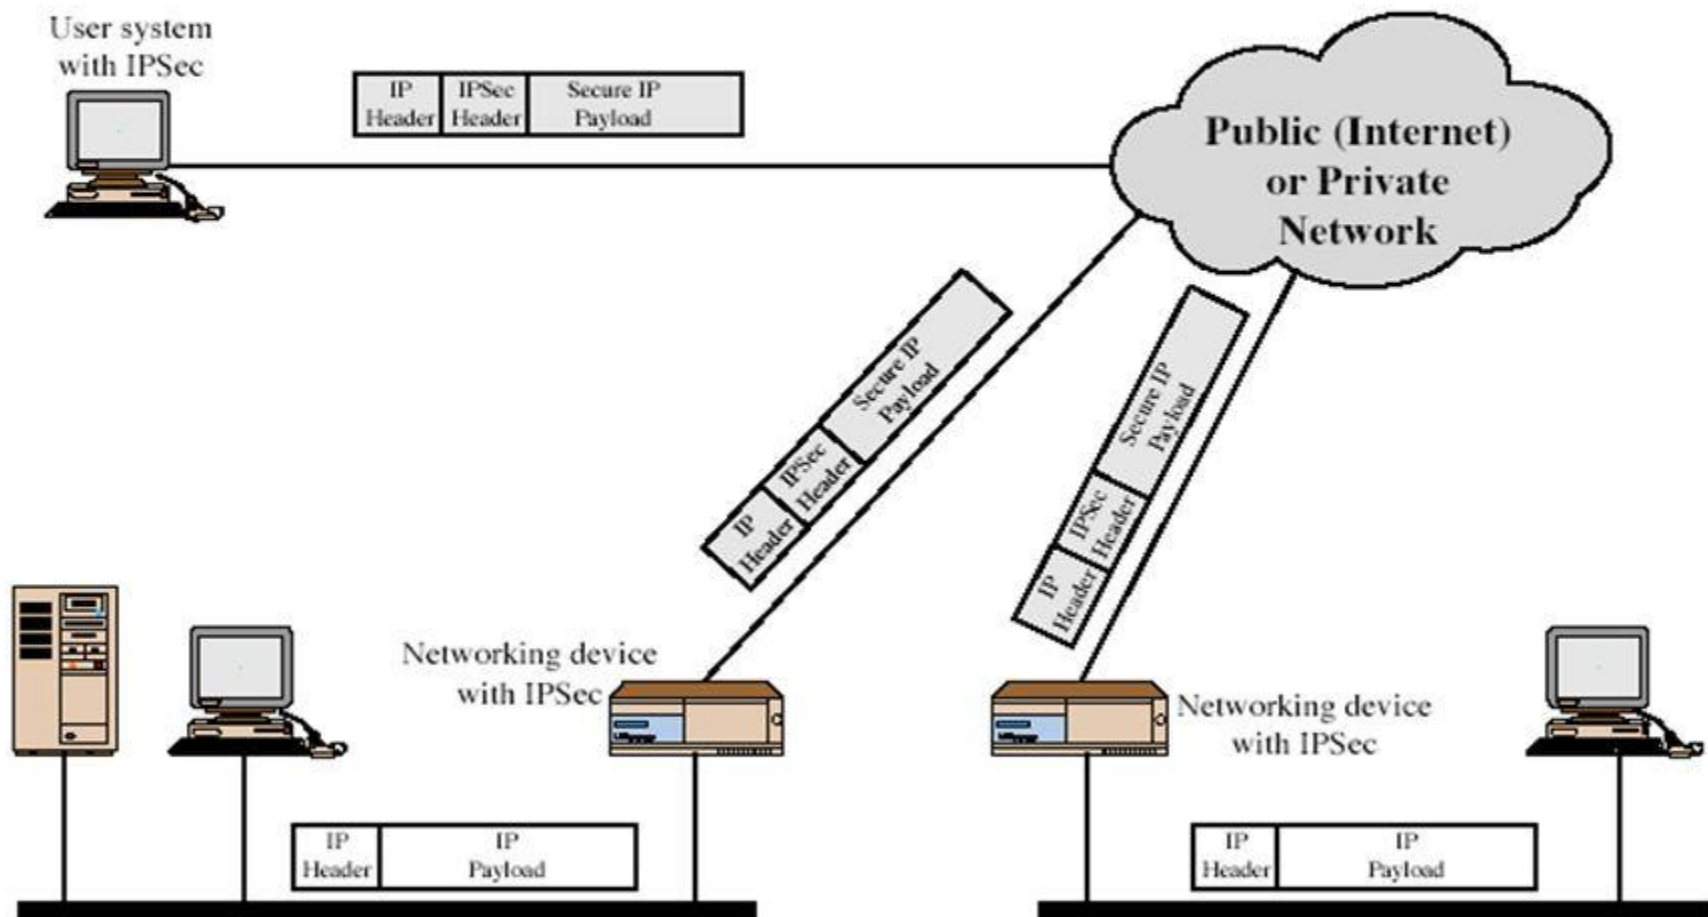 User system
with IPSec
IP
Header
IPSec
Header
Secure IP
Payload
Public (Internet)
or Private
Network
IP
Header
IPSec
Header
Secure IP
Payload
IP
Header
IPSec
Header
Secure IP
Payload
Networking device
with IPSec
Networking device
with IPSec
IP
Header
IP
Payload
IP
Header
IP
Payload